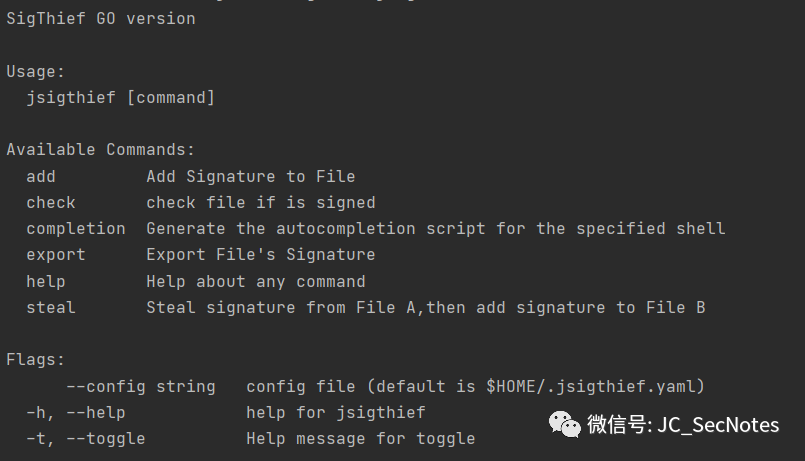 SigThief GO version
Usage:
jsigthief [command]
Available Commands:
add Add Signature to File
check check file if is signed
completion Generate the autocompletion script for the specified shell
export Export File's Signature
help Help about any command
steal Steal signature from File A,then add signature to File B
Flags:
--config string config file (default is $HOME/.jsigthief.yaml)
-h, --help help for jsigthief
-t, --toggle Help message for toggle
微信号: JC_SecNotes